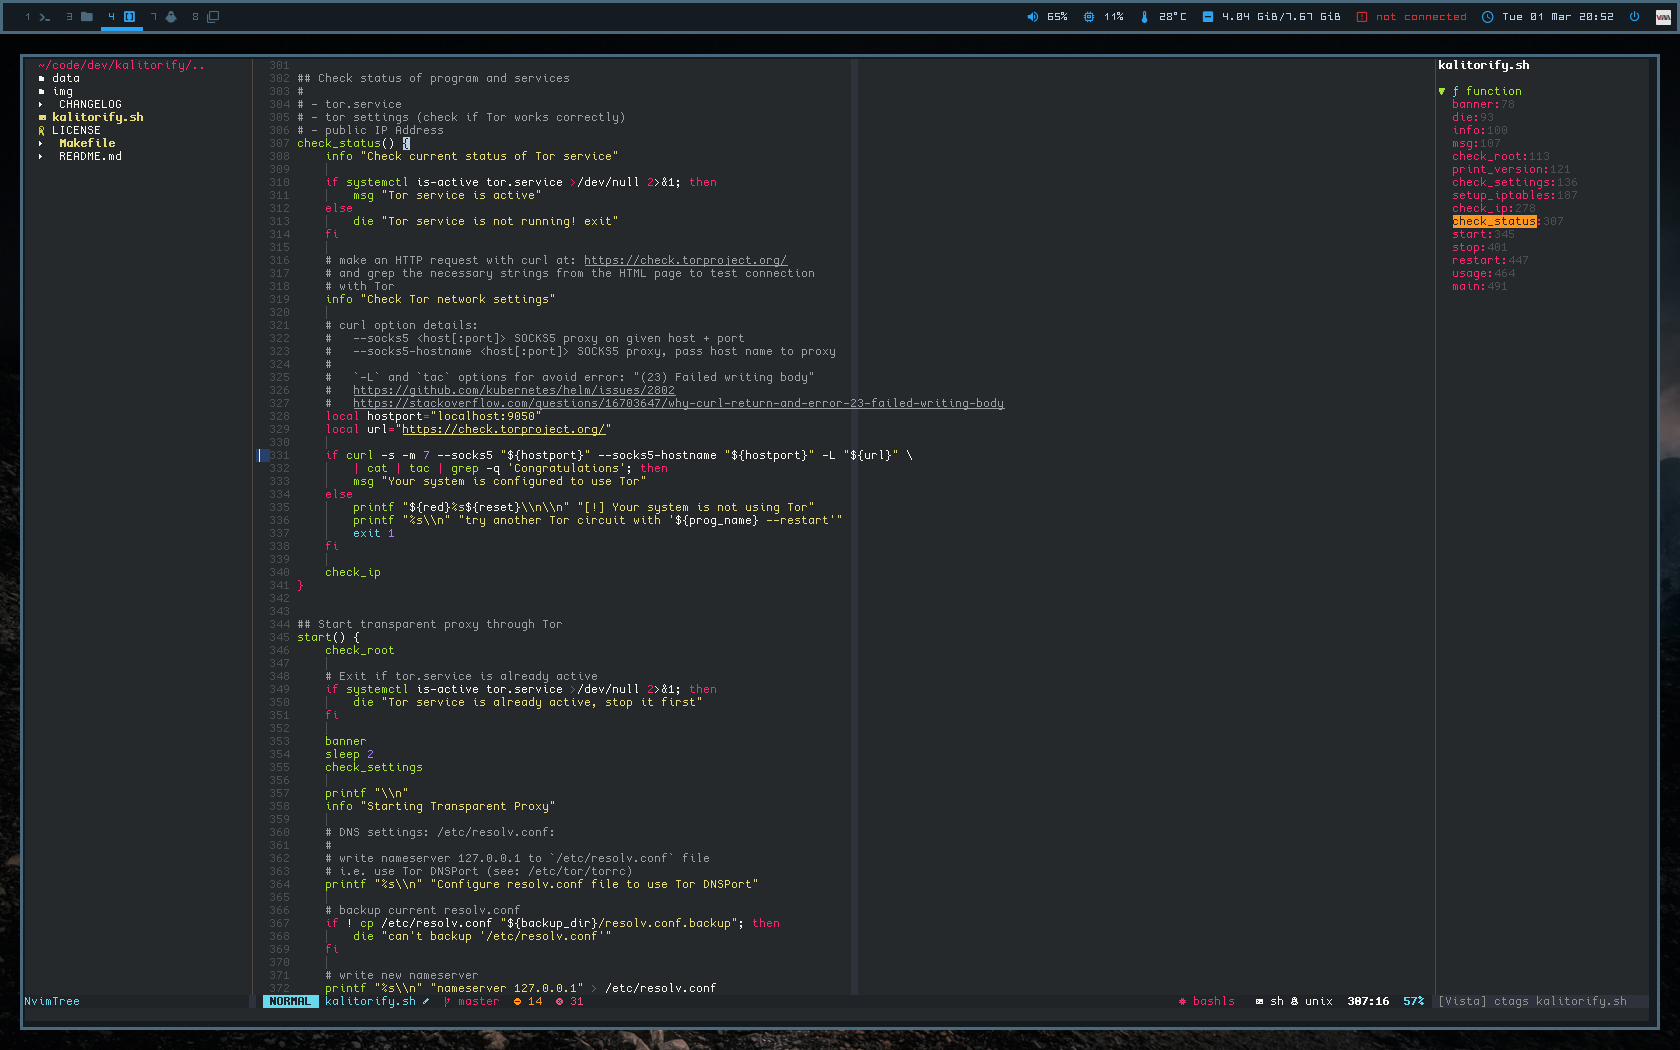 1 3 4 7 8 65% 11% 28°C 4.04 GiB/7.67 GiB not connected Tue 01 Mar 20:52
~/code/dev/kalitorify/..
data
img
CHANGELOG
kalitorify.sh
LICENSE
Makefile
README.md
301
302 ## Check status of program and services
303 #
304 # - tor.service
305 # - tor settings (check if Tor works correctly)
306 # - public IP Address
307 check_status() {
308     info "Check current status of Tor service"
309
310     if systemctl is-active tor.service >/dev/null 2>&1; then
311         msg "Tor service is active"
312     else
313         die "Tor service is not running! exit"
314     fi
315
316     # make an HTTP request with curl at: https://check.torproject.org/
317     # and grep the necessary strings from the HTML page to test connection
318     # with Tor
319     info "Check Tor network settings"
320
321     # curl option details:
322     #   --socks5 <host[:port]> SOCKS5 proxy on given host + port
323     #   --socks5-hostname <host[:port]> SOCKS5 proxy, pass host name to proxy
324     #
325     #   `-L` and `tac` options for avoid error: "(23) Failed writing body"
326     #   https://github.com/kubernetes/helm/issues/2802
327     #   https://stackoverflow.com/questions/16703647/why-curl-return-and-error-23-failed-writing-body
328     local hostport="localhost:9050"
329     local url="https://check.torproject.org/"
330
331     if curl -s -m 7 --socks5 "${hostport}" --socks5-hostname "${hostport}" -L "${url}" \
332         | cat | tac | grep -q 'Congratulations'; then
333         msg "Your system is configured to use Tor"
334     else
335         printf "${red}%s${reset}\\n\\n" "[!] Your system is not using Tor"
336         printf "%s\\n" "try another Tor circuit with '${prog_name} --restart'"
337         exit 1
338     fi
339
340     check_ip
341 }
342
343
344 ## Start transparent proxy through Tor
345 start() {
346     check_root
347
348     # Exit if tor.service is already active
349     if systemctl is-active tor.service >/dev/null 2>&1; then
350         die "Tor service is already active, stop it first"
351     fi
352
353     banner
354     sleep 2
355     check_settings
356
357     printf "\\n"
358     info "Starting Transparent Proxy"
359
360     # DNS settings: /etc/resolv.conf:
361     #
362     # write nameserver 127.0.0.1 to `/etc/resolv.conf` file
363     # i.e. use Tor DNSPort (see: /etc/tor/torrc)
364     printf "%s\\n" "Configure resolv.conf file to use Tor DNSPort"
365
366     # backup current resolv.conf
367     if ! cp /etc/resolv.conf "${backup_dir}/resolv.conf.backup"; then
368         die "can't backup '/etc/resolv.conf'"
369     fi
370
371     # write new nameserver
372     printf "%s\\n" "nameserver 127.0.0.1" > /etc/resolv.conf
kalitorify.sh
ƒ function
banner:78
die:93
info:100
msg:107
check_root:113
print_version:121
check_settings:136
setup_iptables:187
check_ip:278
check_status:307
start:345
stop:401
restart:447
usage:464
main:491
NvimTree NORMAL kalitorify.sh master 14 31 bashls sh unix 307:16 57% [Vista] ctags kalitorify.sh